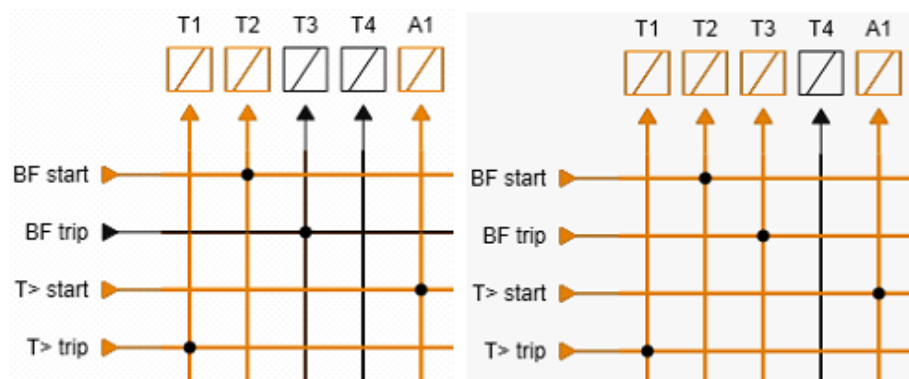 T1 T2 T3 T4 A1
BF start
BF trip
T> start
T> trip
T1 T2 T3 T4 A1
BF start
BF trip
T> start
T> trip